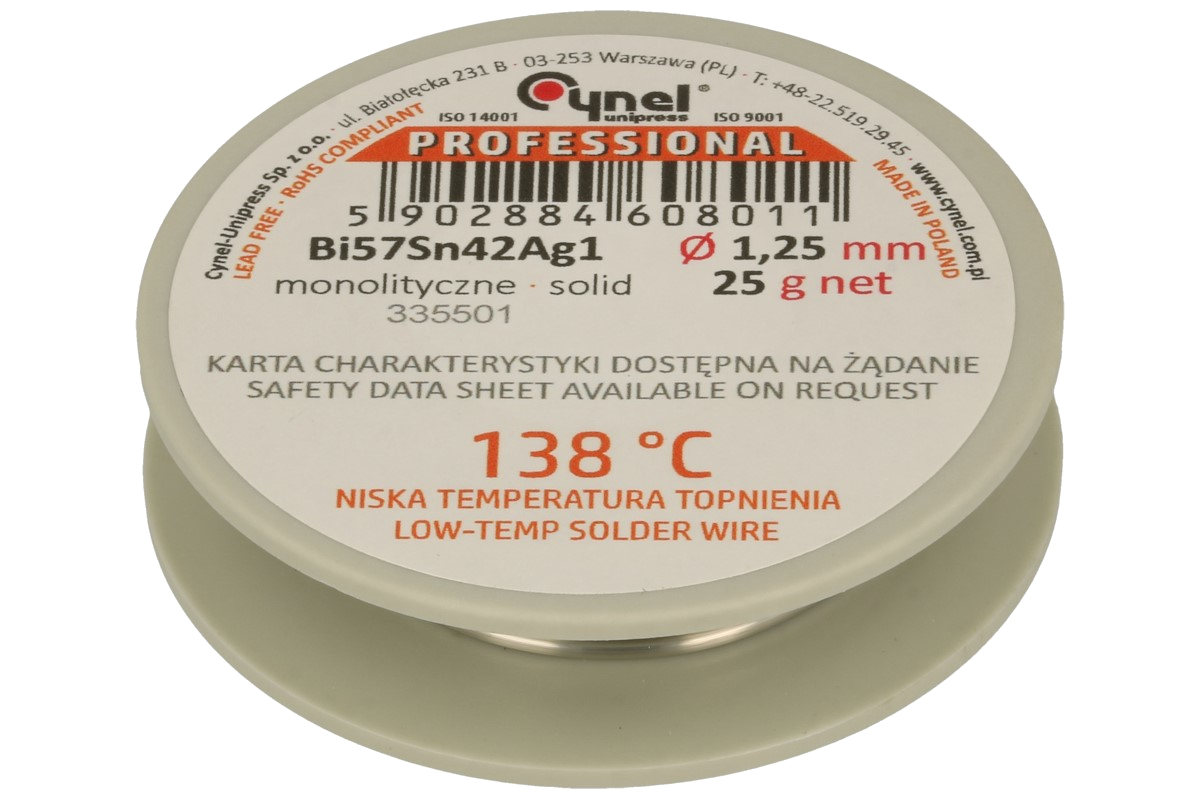 Cynel-Unipress Sp. z o.o. · ul. Białołęcka 231 B · 03-253 Warszawa (PL) · T: +48-22.519.29.45 · www.cynel.com.pl
LEAD FREE · RoHS COMPLIANT
MADE IN POLAND
Cynel®
unipress
ISO 14001
ISO 9001
PROFESSIONAL
5 902884 608011
Bi57Sn42Ag1 Ø 1,25 mm
monolityczne · solid 25 g net
335501
KARTA CHARAKTERYSTYKI DOSTĘPNA NA ŻĄDANIE
SAFETY DATA SHEET AVAILABLE ON REQUEST
138 °C
NISKA TEMPERATURA TOPNIENIA
LOW-TEMP SOLDER WIRE